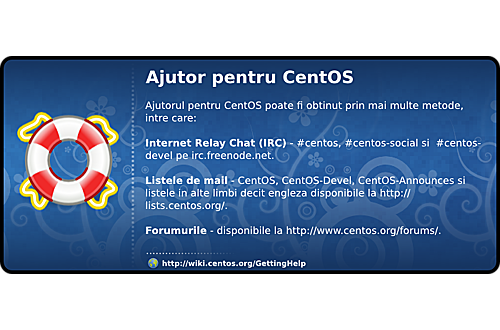 Ajutor pentru CentOS
Ajutorul pentru CentOS poate fi obtinut prin mai multe metode,
intre care:
Internet Relay Chat (IRC) - #centos, #centos-social si  #centos-
devel pe irc.freenode.net.
Listele de mail - CentOS, CentOS-Devel, CentOS-Announces si
listele in alte limbi decit engleza disponibile la http://
lists.centos.org/.
Forumurile - disponibile la http://www.centos.org/forums/.
http://wiki.centos.org/GettingHelp